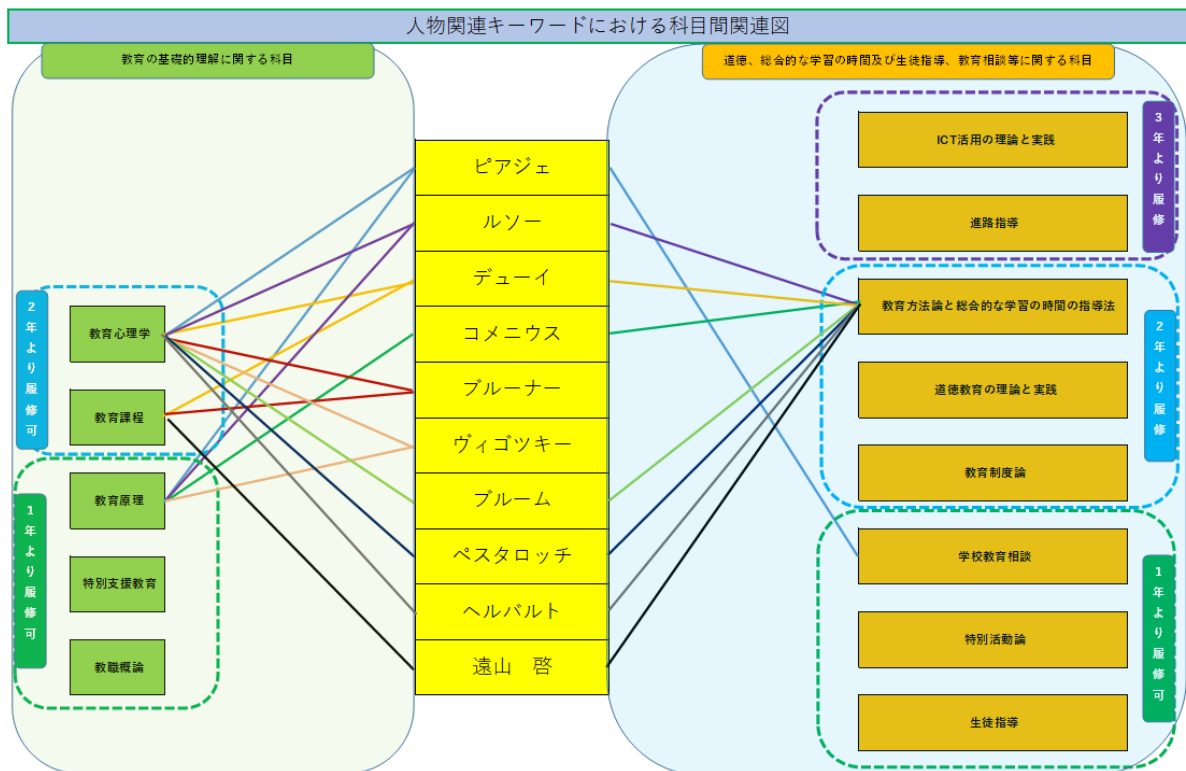 人物関連キーワードにおける科目間関連図
教育の基礎的理解に関する科目
道徳、総合的な学習の時間及び生徒指導、教育相談等に関する科目
2年より履修可
教育心理学
教育課程
1年より履修可
教育原理
特別支援教育
教職概論
ピアジェ
ルソー
デューイ
コメニウス
ブルーナー
ヴィゴツキー
ブルーム
ペスタロッチ
ヘルバルト
遠山　啓
3年より履修
ICT活用の理論と実践
進路指導
2年より履修
教育方法論と総合的な学習の時間の指導法
道徳教育の理論と実践
教育制度論
1年より履修可
学校教育相談
特別活動論
生徒指導